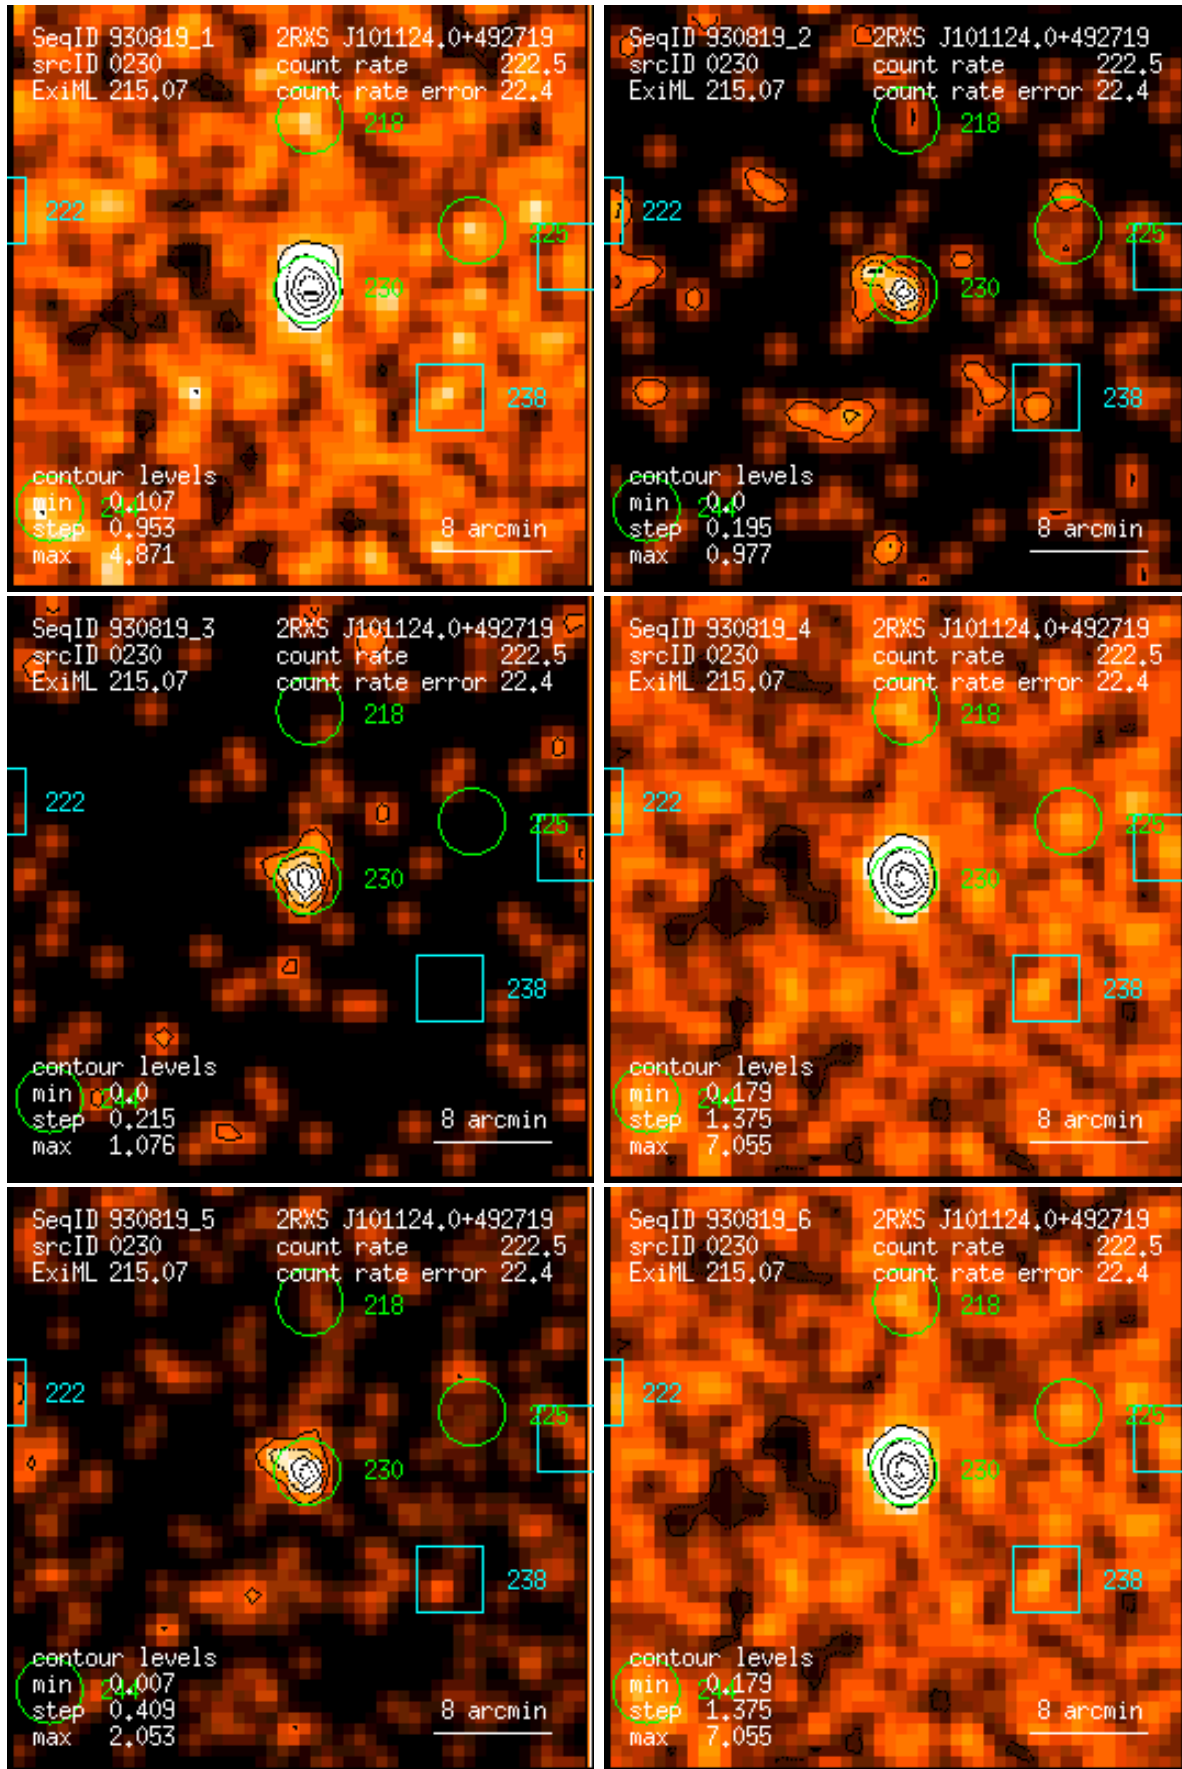 SeqID 930819_1 2RXS J101124.0+492719
srcID 0230 count rate 222.5
ExiML 215.07 count rate error 22.4
218
222
225
230
238
contour levels
min 0.107
244
step 0.953 8 arcmin
max 4.871
SeqID 930819_2 2RXS J101124.0+492719
srcID 0230 count rate 222.5
ExiML 215.07 count rate error 22.4
218
222
225
230
238
contour levels
min 0.0
244
step 0.195 8 arcmin
max 0.977
SeqID 930819_3 2RXS J101124.0+492719
srcID 0230 count rate 222.5
ExiML 215.07 count rate error 22.4
218
222
225
230
238
contour levels
min 0.0
244
step 0.215 8 arcmin
max 1.076
SeqID 930819_4 2RXS J101124.0+492719
srcID 0230 count rate 222.5
ExiML 215.07 count rate error 22.4
218
222
225
230
238
contour levels
min 0.179
244
step 1.375 8 arcmin
max 7.055
SeqID 930819_5 2RXS J101124.0+492719
srcID 0230 count rate 222.5
ExiML 215.07 count rate error 22.4
218
222
225
230
238
contour levels
min 0.007
244
step 0.409 8 arcmin
max 2.053
SeqID 930819_6 2RXS J101124.0+492719
srcID 0230 count rate 222.5
ExiML 215.07 count rate error 22.4
218
222
225
230
238
contour levels
min 0.179
244
step 1.375 8 arcmin
max 7.055